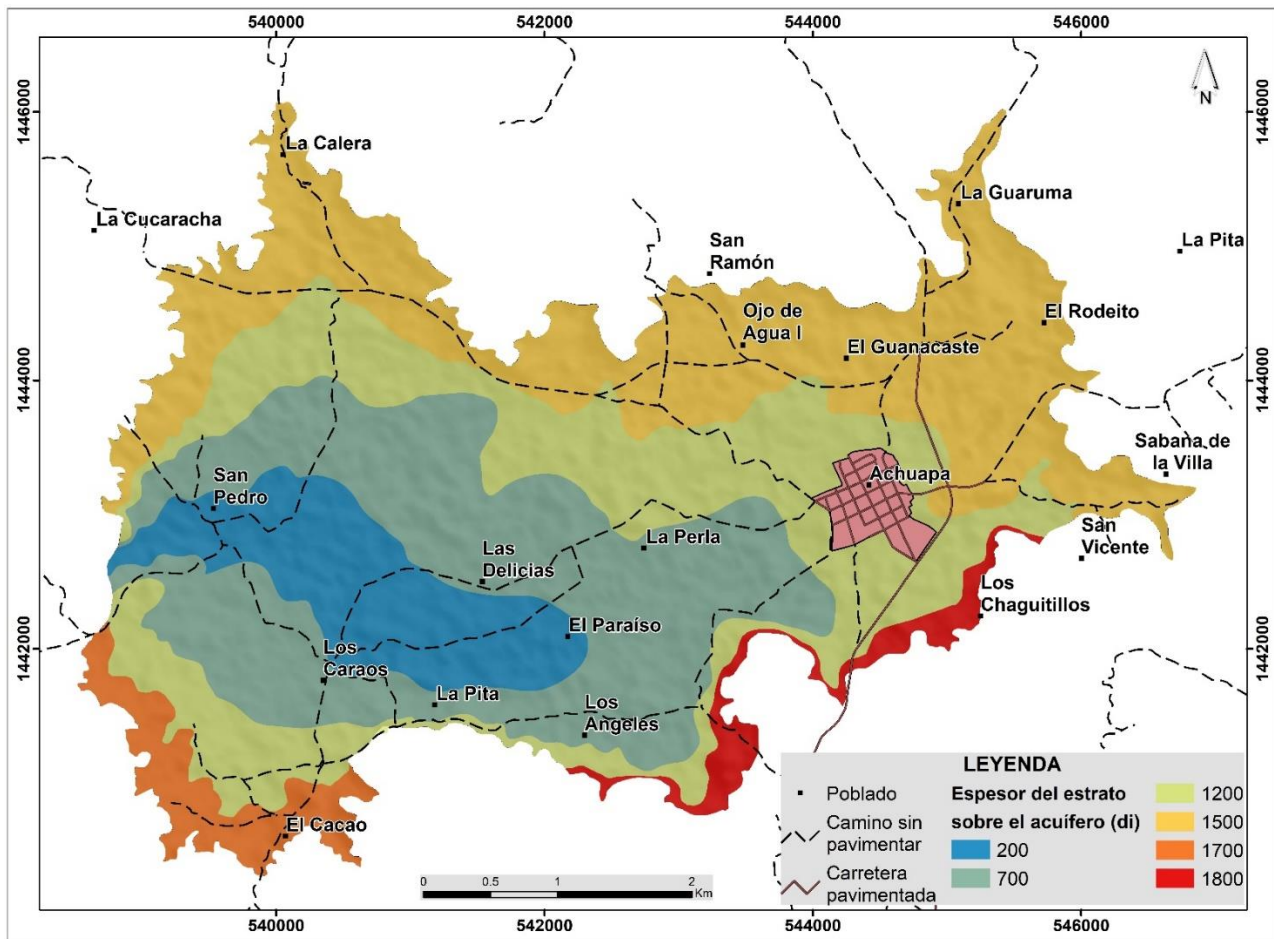 540000
542000
544000
546000
1446000
1446000
N
La Calera
La Cucaracha
La Guaruma
San
Ramón
La Pita
Ojo de
Agua I
El Rodeito
El Guanacaste
1444000
1444000
Sabana de
la Villa
Achuapa
San
Pedro
La Perla
San
Vicente
Las
Delicias
Los
Chaguitillos
El Paraíso
1442000
1442000
Los
Caraos
La Pita
Los
Angeles
El Cacao
LEYENDA
Poblado
Camino sin
pavimentar
Carretera
pavimentada
Espesor del estrato
sobre el acuífero (di)
200
700
1200
1500
1700
1800
0
0.5
1
2
Km
540000
542000
544000
546000